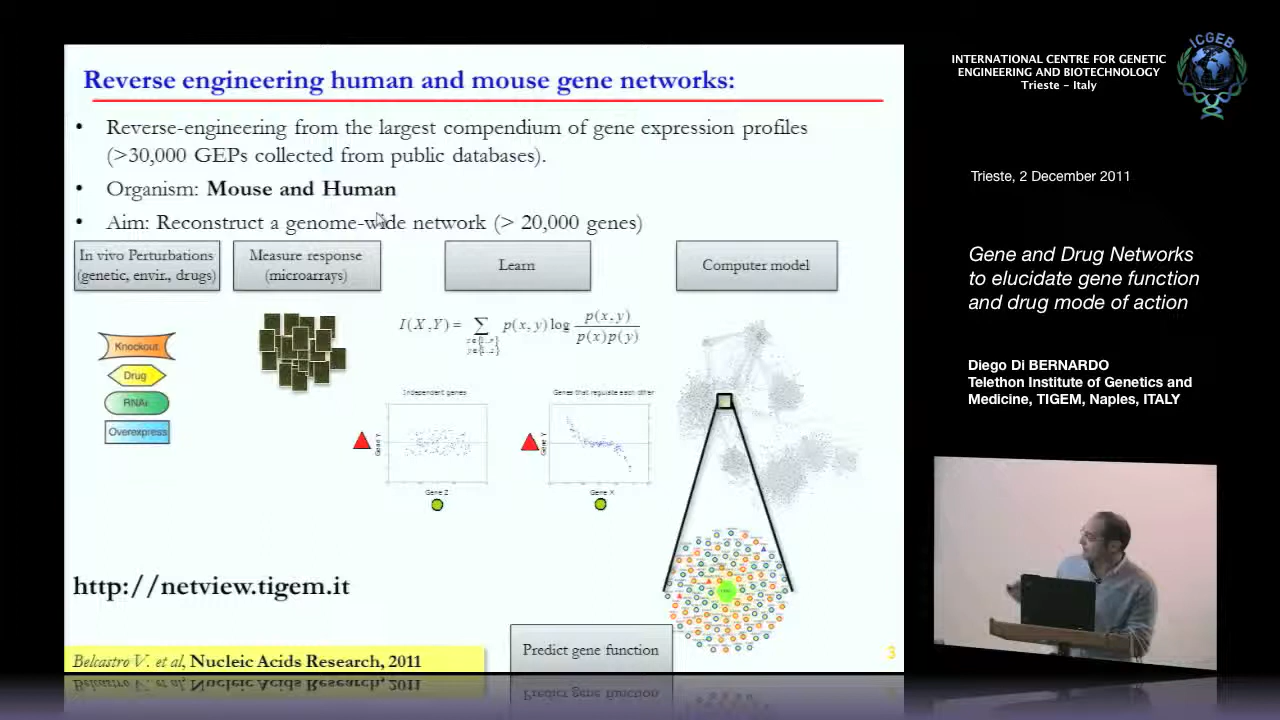 Reverse engineering human and mouse gene networks:
• Reverse-engineering from the largest compendium of gene expression profiles
(>30,000 GEPs collected from public databases).
• Organism: Mouse and Human
• Aim: Reconstruct a genome-wide network (> 20,000 genes)
In vivo Perturbations
(genetic, envir., drugs)
Measure response
(microarrays)
Learn
Computer model
I(X,Y) = ∑ p(x,y) log p(x,y) / p(x)p(y)
Knockout
Drug
RNAi
Overexpress
Independent genes
Gene Y
Gene Z
Genes that regulate each other
Gene Y
Gene X
http://netview.tigem.it
Predict gene function
Belcastro V. et al, Nucleic Acids Research, 2011
3
INTERNATIONAL CENTRE FOR GENETIC
ENGINEERING AND BIOTECHNOLOGY
Trieste - Italy
ICGEB
Trieste, 2 December 2011
Gene and Drug Networks
to elucidate gene function
and drug mode of action
Diego Di BERNARDO
Telethon Institute of Genetics and
Medicine, TIGEM, Naples, ITALY